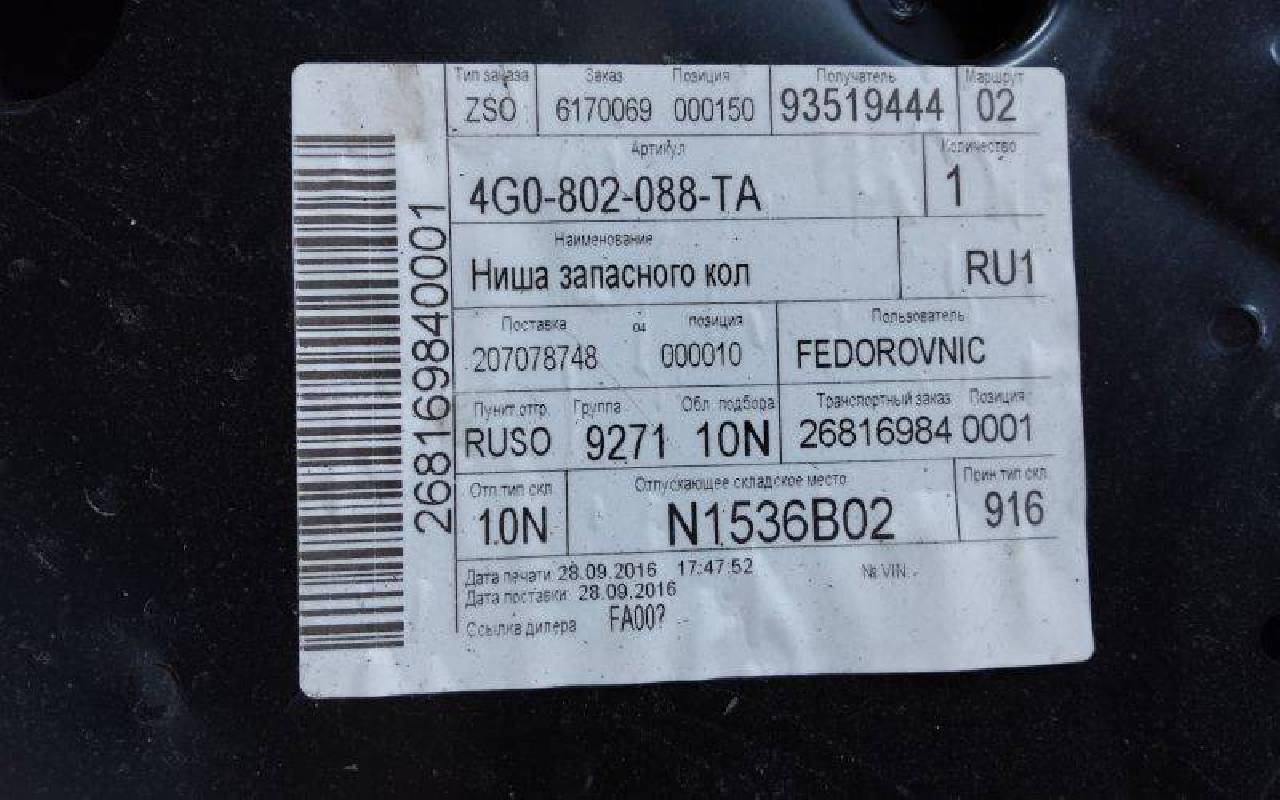 Тип заказа Заказ Позиция Получатель Маршрут
ZSO 6170069 000150 93519444 02
Артикул Количество
4G0-802-088-TA 1
Наименование
Ниша запасного кол RU1
Поставка 04 позиция Пользователь
207078748 000010 FEDOROVNIC
Пункт отгр. Группа Обл. подбора Транспортный заказ Позиция
RUSO 9271 10N 26816984 0001
Отп.тип скл Отпускающее складское место Прин тип скл
10N N1536B02 916
Дата печати 28.09.2016 17:47:52 № VIN.
Дата поставки 28.09.2016
Ссылка дилера FA00?
268169840001